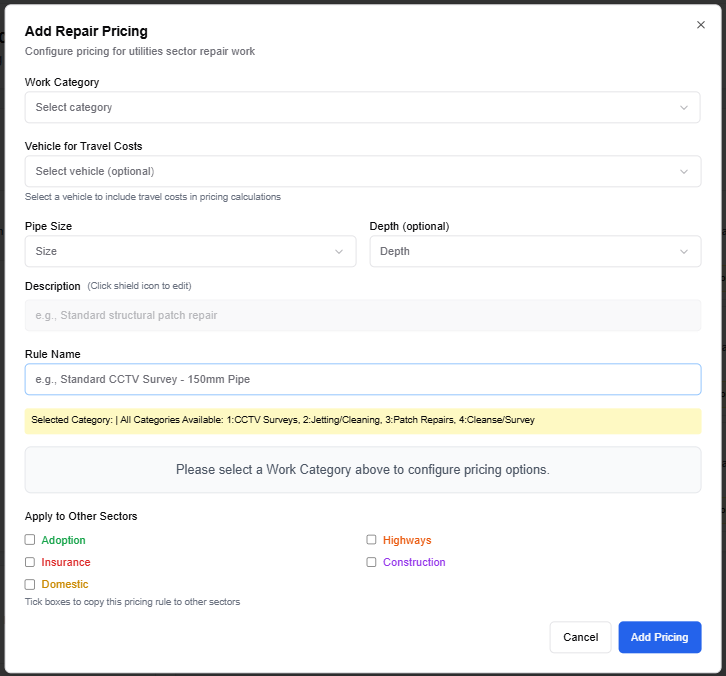 Add Repair Pricing
Configure pricing for utilities sector repair work
Work Category
Select category
Vehicle for Travel Costs
Select vehicle (optional)
Select a vehicle to include travel costs in pricing calculations
Pipe Size
Depth (optional)
Size
Depth
Description (Click shield icon to edit)
e.g., Standard structural patch repair
Rule Name
e.g., Standard CCTV Survey - 150mm Pipe
Selected Category: | All Categories Available: 1:CCTV Surveys, 2:Jetting/Cleaning, 3:Patch Repairs, 4:Cleanse/Survey
Please select a Work Category above to configure pricing options.
Apply to Other Sectors
Adoption
Highways
Insurance
Construction
Domestic
Tick boxes to copy this pricing rule to other sectors
Cancel
Add Pricing